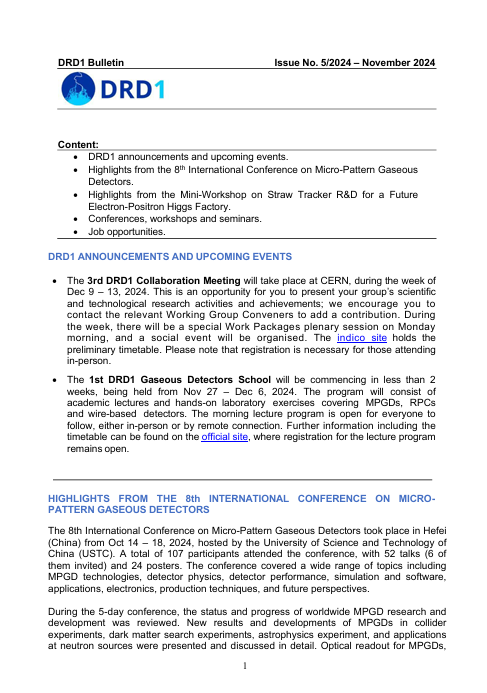 DRD1 Bulletin Issue No. 5/2024 – November 2024
DRD1
Content:
• DRD1 announcements and upcoming events.
• Highlights from the 8th International Conference on Micro-Pattern Gaseous
Detectors.
• Highlights from the Mini-Workshop on Straw Tracker R&D for a Future
Electron-Positron Higgs Factory.
• Conferences, workshops and seminars.
• Job opportunities.
DRD1 ANNOUNCEMENTS AND UPCOMING EVENTS
• The 3rd DRD1 Collaboration Meeting will take place at CERN, during the week of
Dec 9 – 13, 2024. This is an opportunity for you to present your group's scientific
and technological research activities and achievements; we encourage you to
contact the relevant Working Group Conveners to add a contribution. During
the week, there will be a special Work Packages plenary session on Monday
morning, and a social event will be organised. The indico site holds the
preliminary timetable. Please note that registration is necessary for those attending
in-person.
• The 1st DRD1 Gaseous Detectors School will be commencing in less than 2
weeks, being held from Nov 27 – Dec 6, 2024. The program will consist of
academic lectures and hands-on laboratory exercises covering MPGDs, RPCs
and wire-based detectors. The morning lecture program is open for everyone to
follow, either in-person or by remote connection. Further information including the
timetable can be found on the official site, where registration for the lecture program
remains open.
HIGHLIGHTS FROM THE 8th INTERNATIONAL CONFERENCE ON MICRO-
PATTERN GASEOUS DETECTORS
The 8th International Conference on Micro-Pattern Gaseous Detectors took place in Hefei
(China) from Oct 14 – 18, 2024, hosted by the University of Science and Technology of
China (USTC). A total of 107 participants attended the conference, with 52 talks (6 of
them invited) and 24 posters. The conference covered a wide range of topics including
MPGD technologies, detector physics, detector performance, simulation and software,
applications, electronics, production techniques, and future perspectives.
During the 5-day conference, the status and progress of worldwide MPGD research and
development was reviewed. New results and developments of MPGDs in collider
experiments, dark matter search experiments, astrophysics experiment, and applications
at neutron sources were presented and discussed in detail. Optical readout for MPGDs,
1